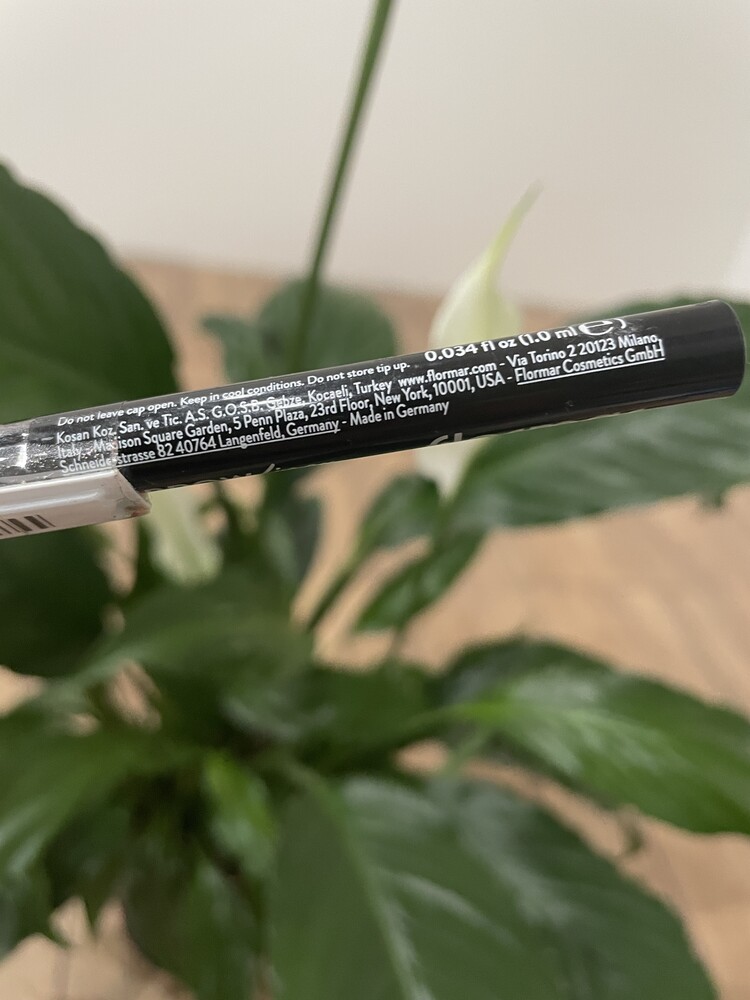 0.034 fl oz (1.0 ml ℮)
Do not leave cap open. Keep in cool conditions. Do not store tip up.
Kosan Koz. San. ve Tic. A.S. G.O.S.B. Gebze, Kocaeli, Turkey www.flormar.com - Via Torino 2 20123 Milano,
Italy - Madison Square Garden, 5 Penn Plaza, 23rd Floor, New York, 10001, USA - Flormar Cosmetics GmbH
Schneiderstrasse 82 40764 Langenfeld, Germany - Made in Germany